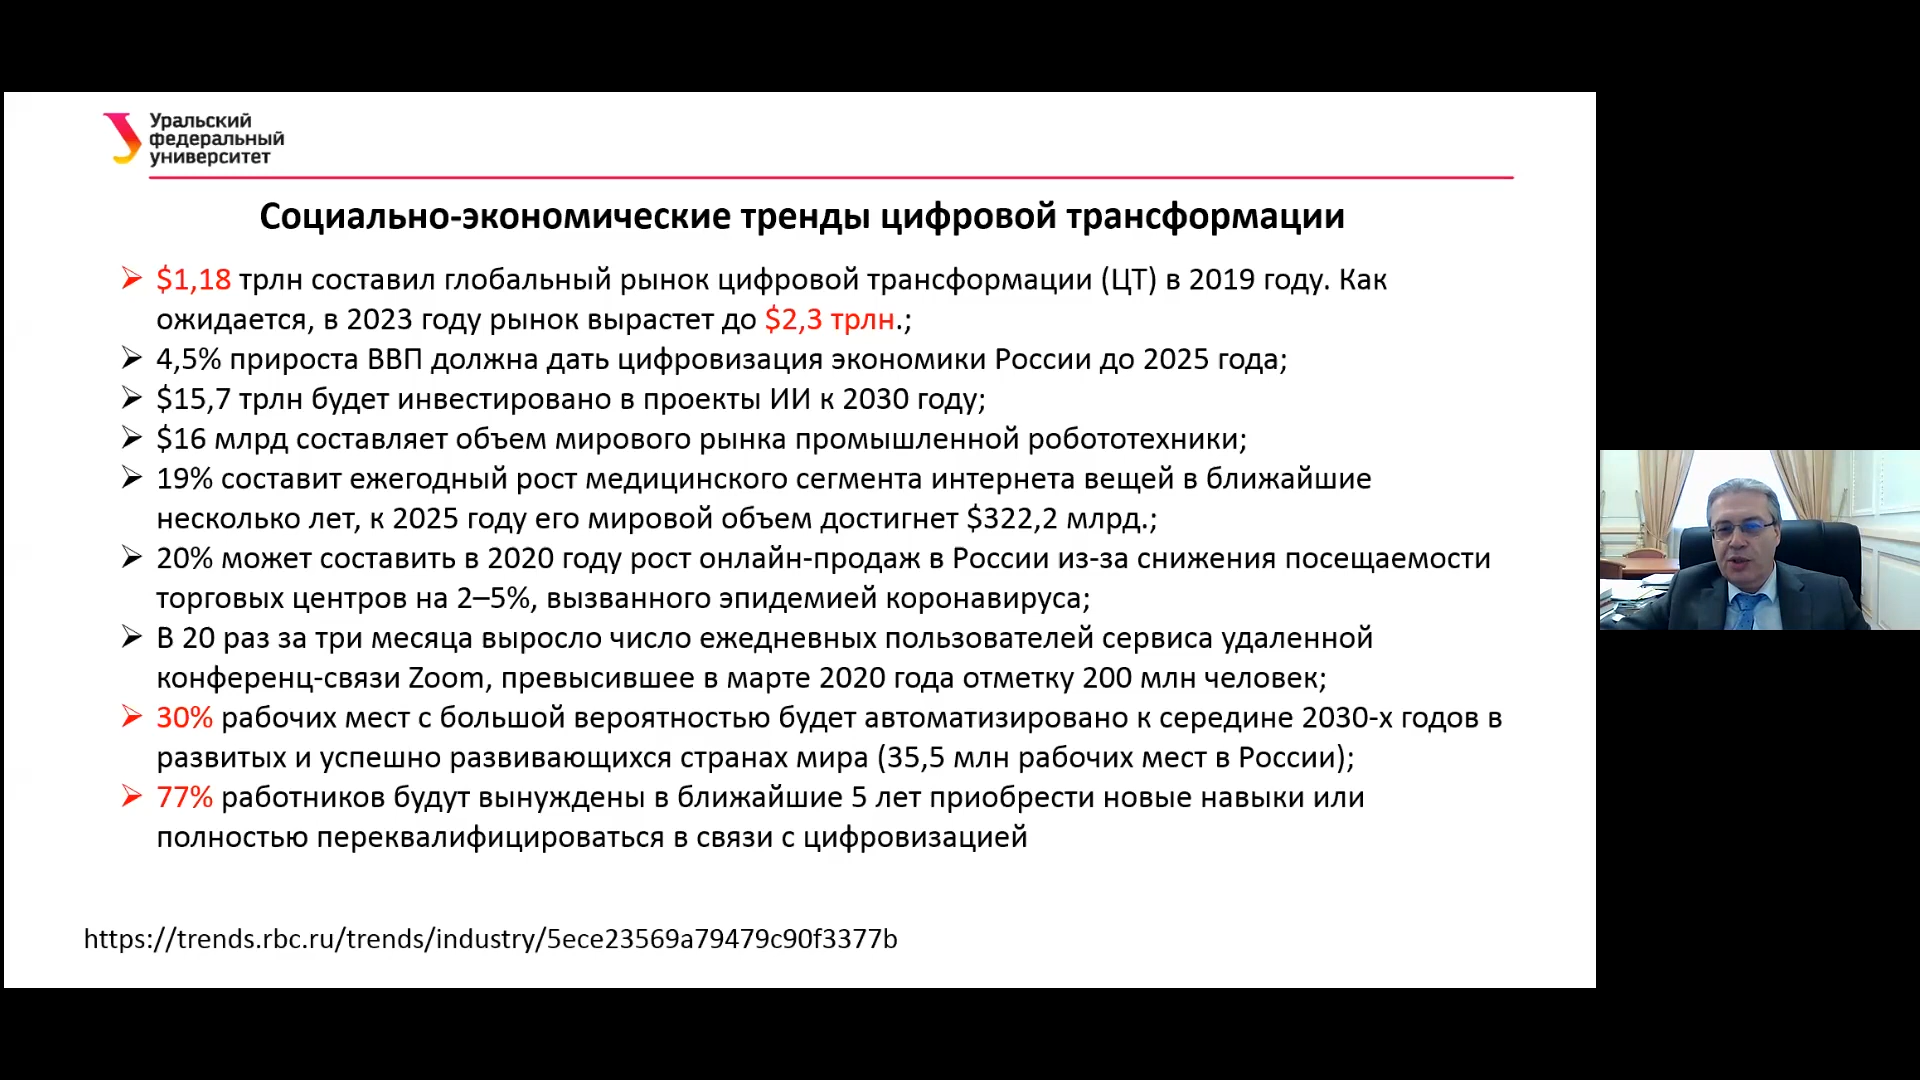 Уральский
федеральный
университет
Социально-экономические тренды цифровой трансформации
➢ $1,18 трлн составил глобальный рынок цифровой трансформации (ЦТ) в 2019 году. Как
ожидается, в 2023 году рынок вырастет до $2,3 трлн.;
➢ 4,5% прироста ВВП должна дать цифровизация экономики России до 2025 года;
➢ $15,7 трлн будет инвестировано в проекты ИИ к 2030 году;
➢ $16 млрд составляет объем мирового рынка промышленной робототехники;
➢ 19% составит ежегодный рост медицинского сегмента интернета вещей в ближайшие
несколько лет, к 2025 году его мировой объем достигнет $322,2 млрд.;
➢ 20% может составить в 2020 году рост онлайн-продаж в России из-за снижения посещаемости
торговых центров на 2–5%, вызванного эпидемией коронавируса;
➢ В 20 раз за три месяца выросло число ежедневных пользователей сервиса удаленной
конференц-связи Zoom, превысившее в марте 2020 года отметку 200 млн человек;
➢ 30% рабочих мест с большой вероятностью будет автоматизировано к середине 2030-х годов в
развитых и успешно развивающихся странах мира (35,5 млн рабочих мест в России);
➢ 77% работников будут вынуждены в ближайшие 5 лет приобрести новые навыки или
полностью переквалифицироваться в связи с цифровизацией
https://trends.rbc.ru/trends/industry/5ece23569a79479c90f3377b